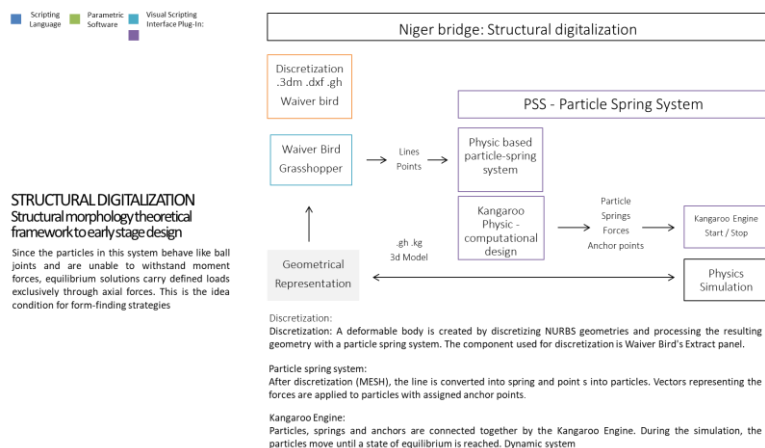 Scripting
Language
Parametric
Software
Visual Scripting
Interface Plug-In:
Niger bridge: Structural digitalization
Discretization
.3dm .dxf .gh
Waiver bird
PSS - Particle Spring System
Waiver Bird
Grasshopper
Lines
Points
Physic based
particle-spring
system
STRUCTURAL DIGITALIZATION
Structural morphology theoretical
framework to early stage design
Since the particles in this system behave like ball
joints and are unable to withstand moment
forces, equilibrium solutions carry defined loads
exclusively through axial forces. This is the idea
condition for form-finding strategies
Kangaroo
Physic -
computational
design
Particle
Springs
Forces
Anchor points
Kangaroo Engine
Start / Stop
.gh .kg
3d Model
Geometrical
Representation
Physics
Simulation
Discretization:
Discretization: A deformable body is created by discretizing NURBS geometries and processing the resulting
geometry with a particle spring system. The component used for discretization is Waiver Bird's Extract panel.
Particle spring system:
After discretization (MESH), the line is converted into spring and point s into particles. Vectors representing the
forces are applied to particles with assigned anchor points.
Kangaroo Engine:
Particles, springs and anchors are connected together by the Kangaroo Engine. During the simulation, the
particles move until a state of equilibrium is reached. Dynamic system